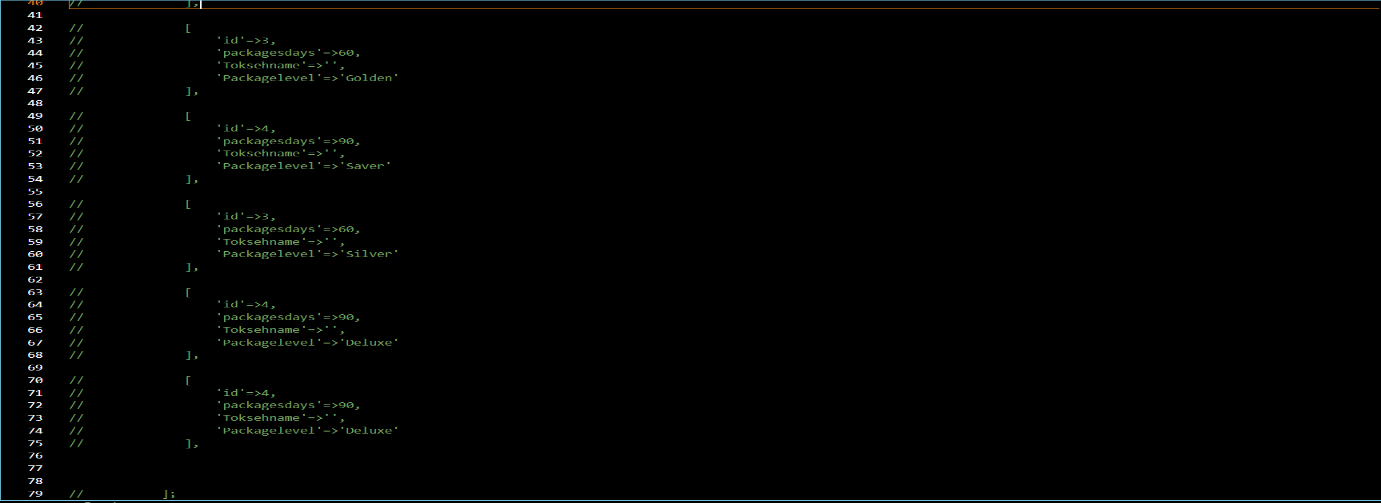 40 // ],
41
42 // [
43 // 'id'=>3,
44 // 'packagesdays'=>60,
45 // 'Toksehname'=>'',
46 // 'Packagelevel'=>'Golden'
47 // ],
48
49 // [
50 // 'id'=>4,
51 // 'packagesdays'=>90,
52 // 'Toksehname'=>'',
53 // 'Packagelevel'=>'Saver'
54 // ],
55
56 // [
57 // 'id'=>3,
58 // 'packagesdays'=>60,
59 // 'Toksehname'=>'',
60 // 'Packagelevel'=>'Silver'
61 // ],
62
63 // [
64 // 'id'=>4,
65 // 'packagesdays'=>90,
66 // 'Toksehname'=>'',
67 // 'Packagelevel'=>'Deluxe'
68 // ],
69
70 // [
71 // 'id'=>4,
72 // 'packagesdays'=>90,
73 // 'Toksehname'=>'',
74 // 'Packagelevel'=>'Deluxe'
75 // ],
76
77
78
79 // ];